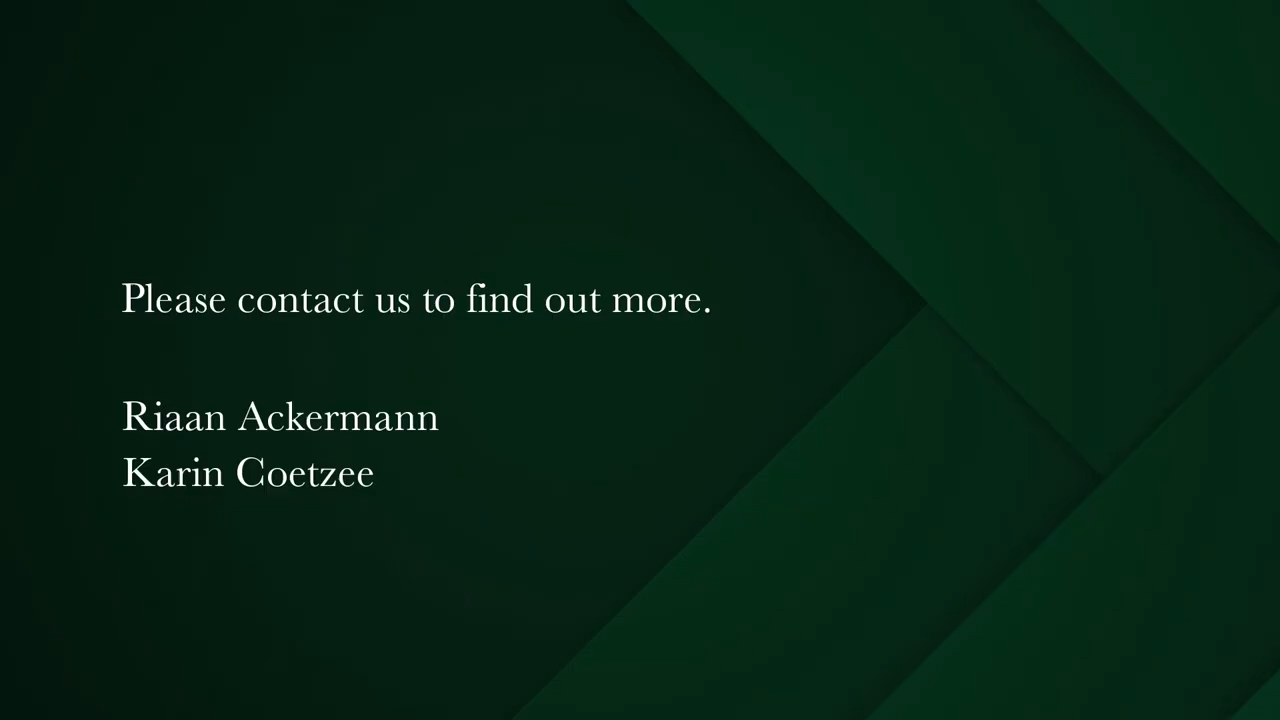 Please contact us to find out more.
Riaan Ackermann
Karin Coetzee